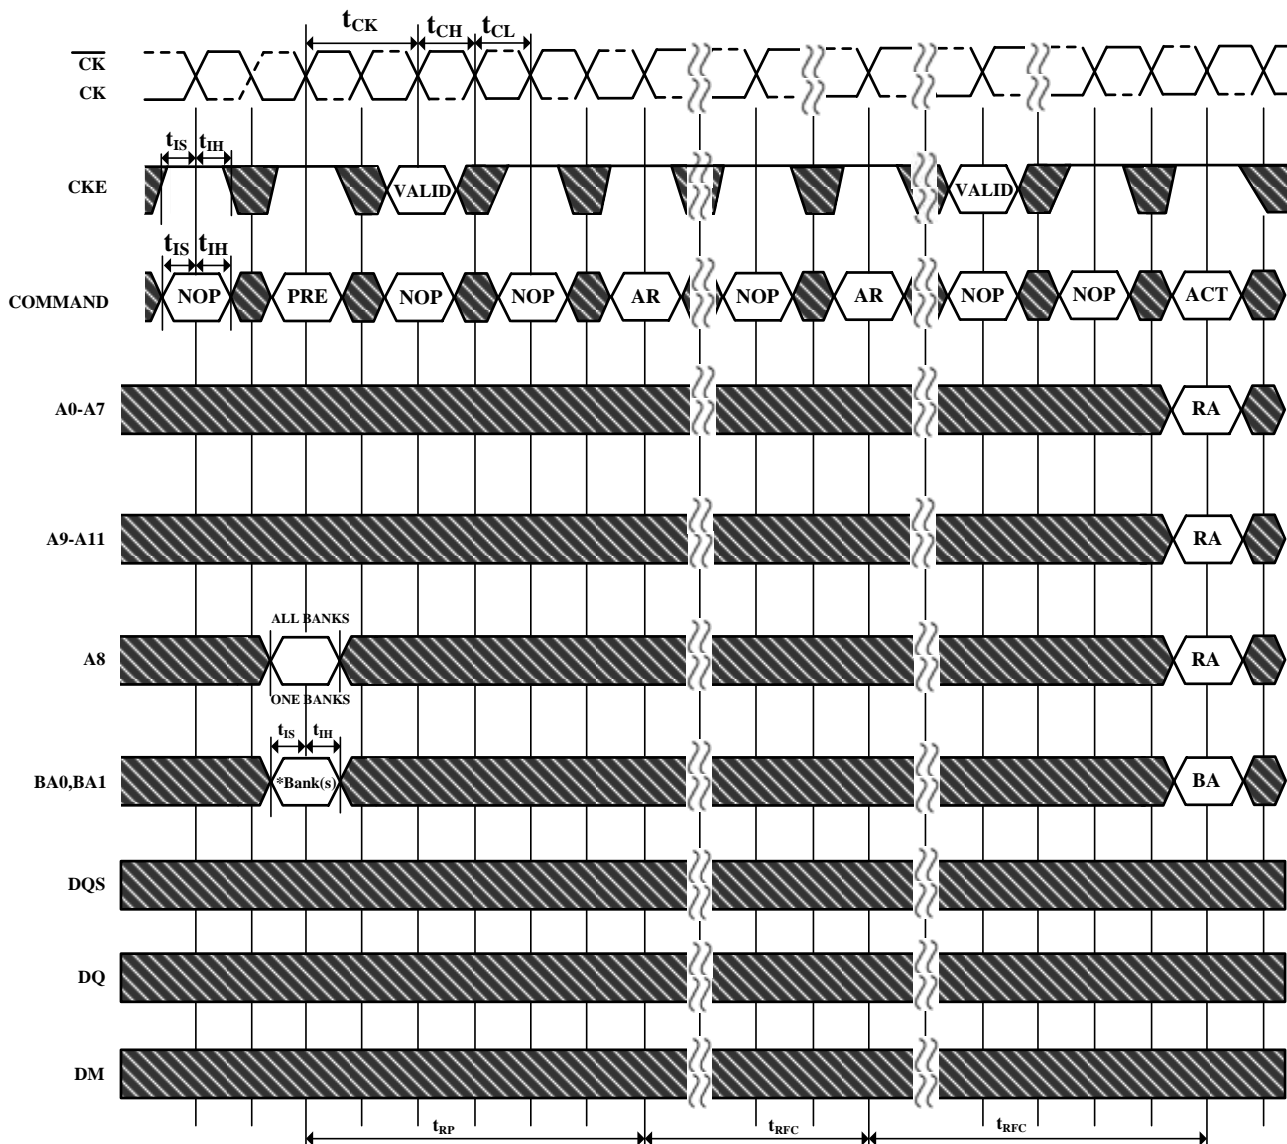 tCK tCH tCL
CK
CK
tIS tIH
CKE VALID VALID
tIS tIH
COMMAND NOP PRE NOP NOP AR NOP AR NOP NOP ACT
A0-A7 RA
A9-A11 RA
ALL BANKS
A8 RA
ONE BANKS
tIS tIH
BA0,BA1 *Bank(s) BA
DQS
DQ
DM
tRP tRFC tRFC